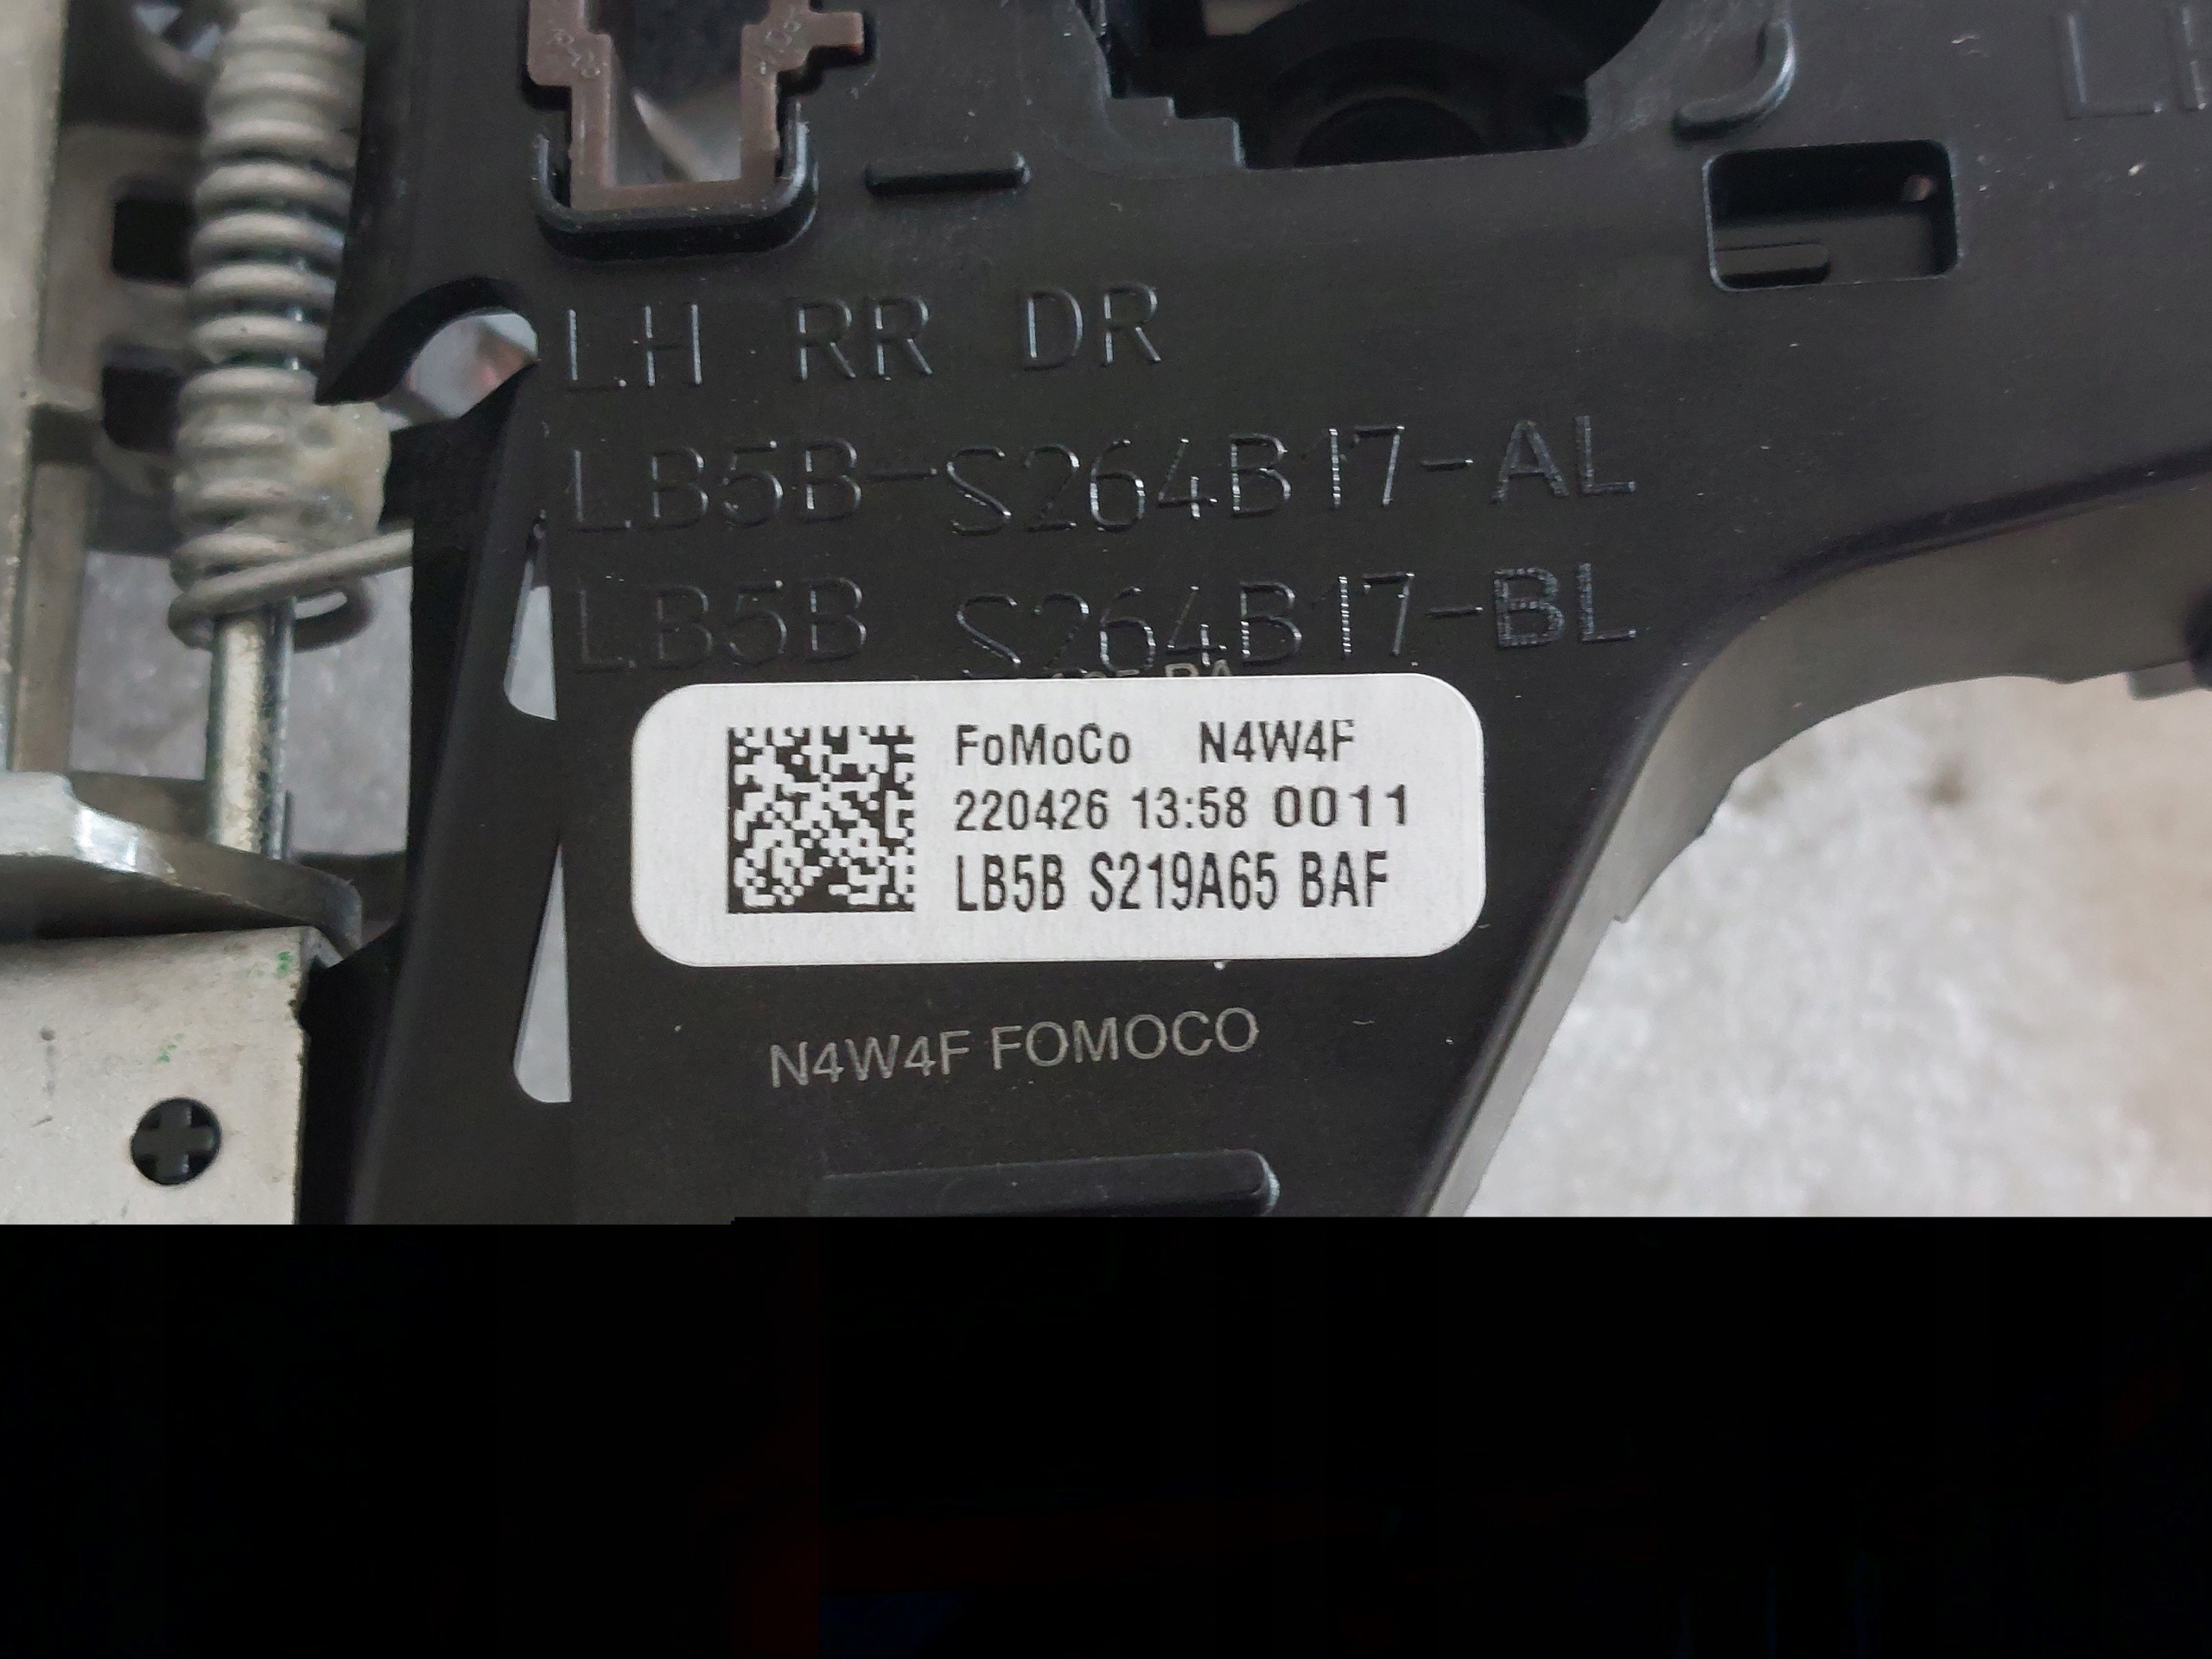 LH RR DR
LB5B-S264B17-AL
LB5B S264B17-BL
FoMoCo N4W4F
220426 13:58 0011
LB5B S219A65 BAF
N4W4F FOMOCO